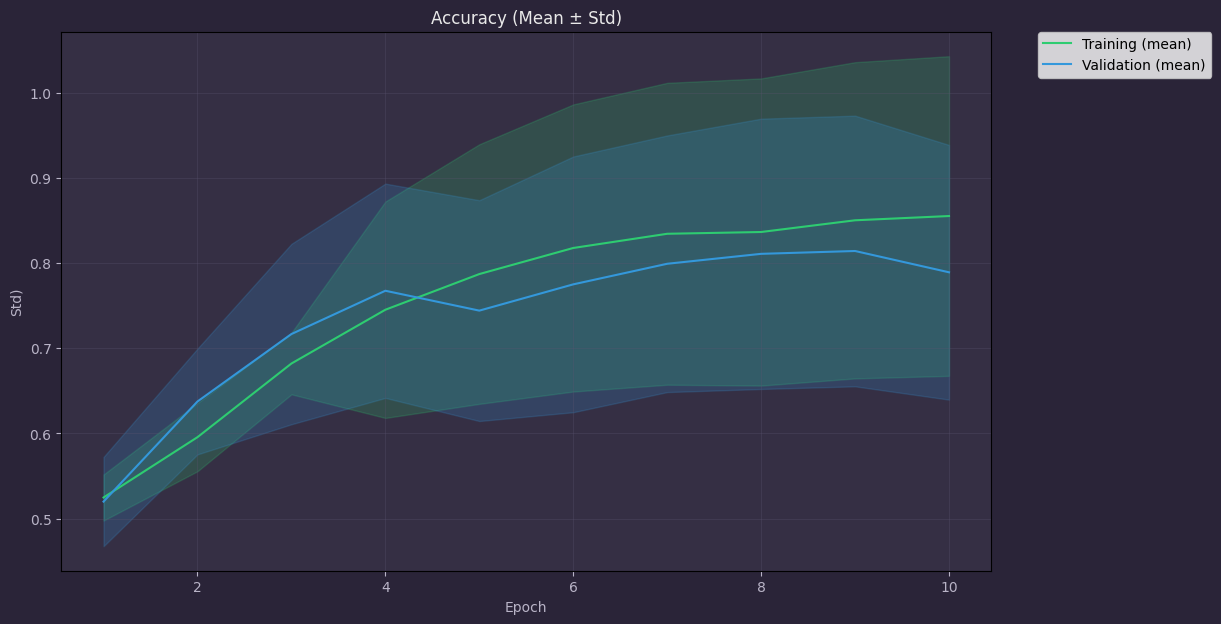 Accuracy (Mean ± Std)
Training (mean)
Validation (mean)
1.0
0.9
0.8
0.7
0.6
0.5
Std)
2 4 6 8 10
Epoch